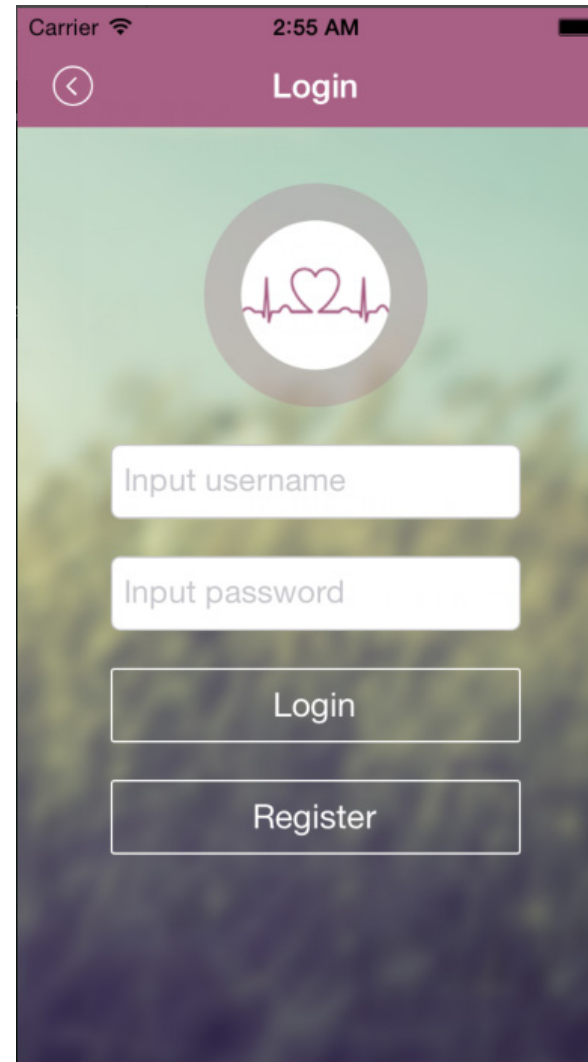 Carrier 2:55 AM
Login
Input username
Input password
Login
Register